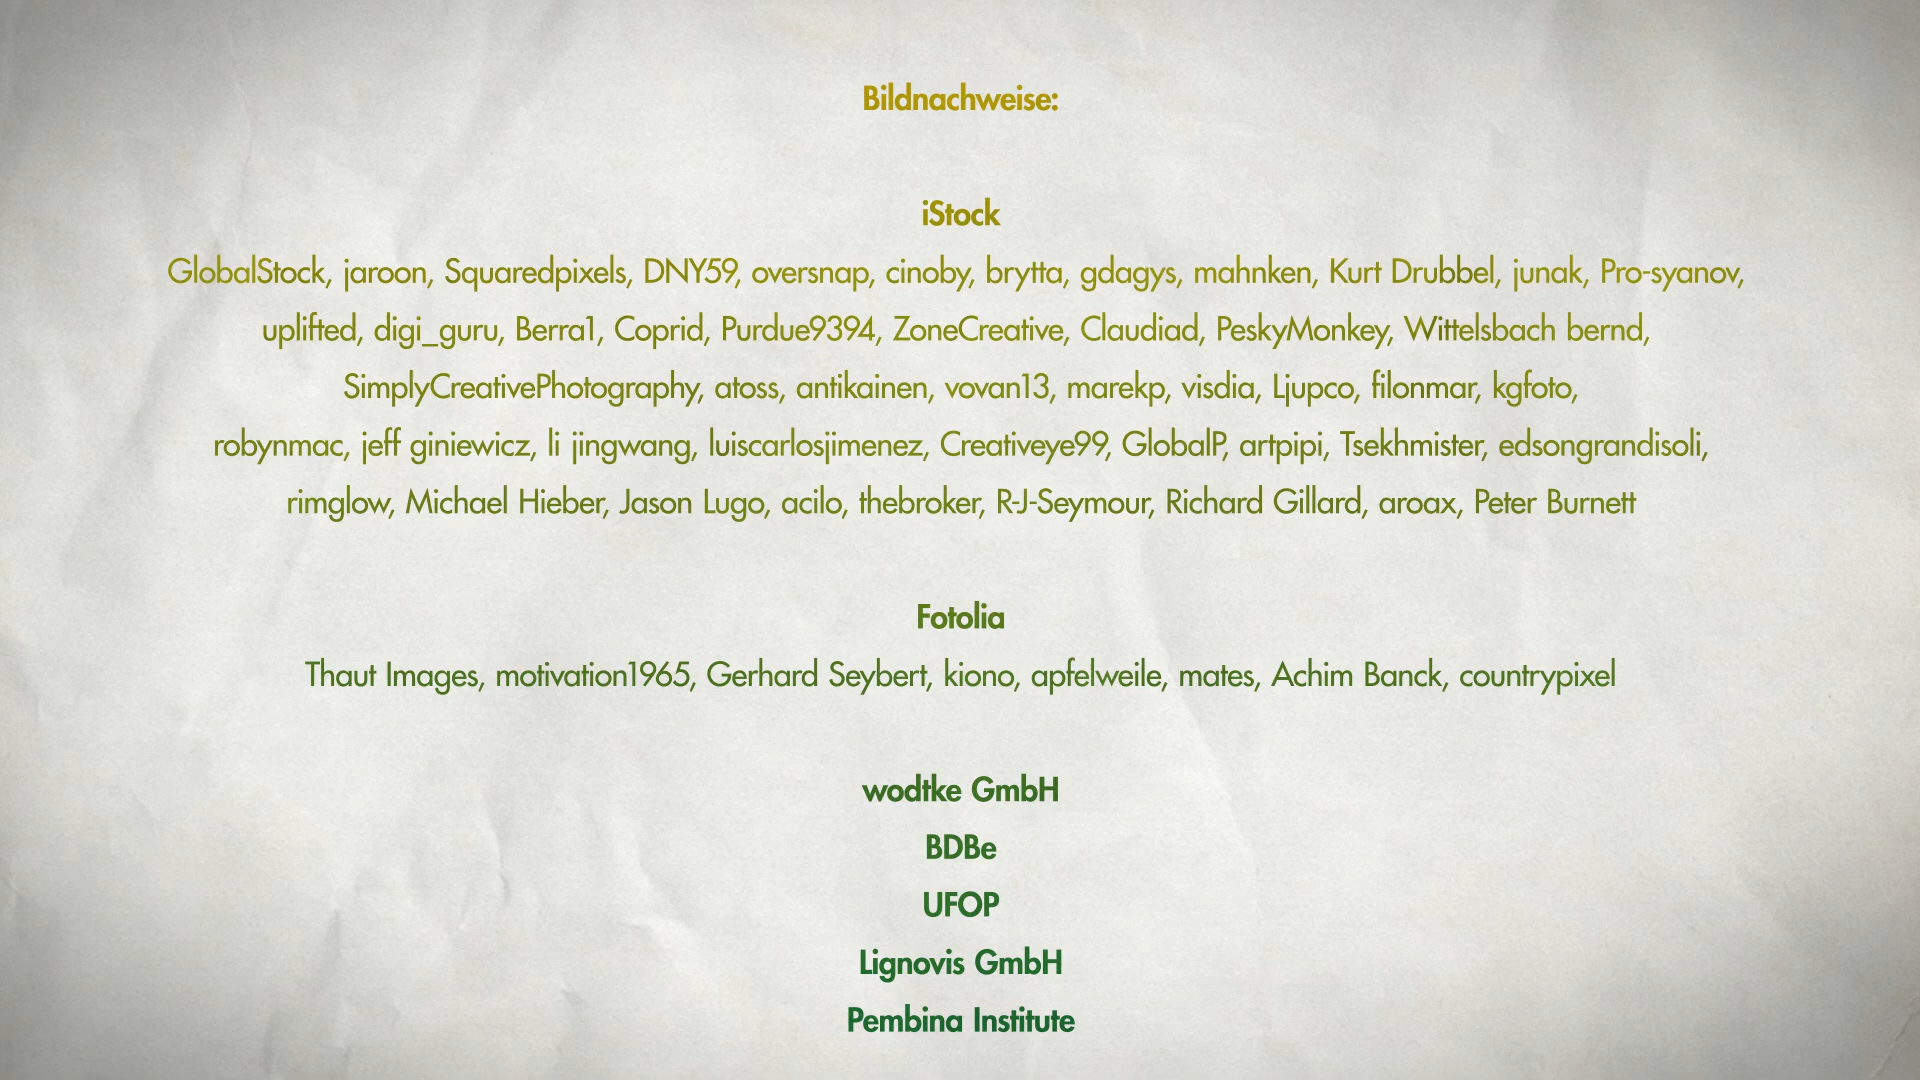 Bildnachweise:
iStock
GlobalStock, jaroon, Squaredpixels, DNY59, oversnap, cinoby, brytta, gdagys, mahnken, Kurt Drubbel, junak, Pro-syanov,
uplifted, digi_guru, Berra1, Coprid, Purdue9394, ZoneCreative, Claudiad, PeskyMonkey, Wittelsbach bernd,
SimplyCreativePhotography, atoss, antikainen, vovan13, marekp, visdia, Ljupco, filonmar, kgfoto,
robynmac, jeff giniewicz, li jingwang, luiscarlosjimenez, Creativeye99, GlobalP, artpipi, Tsekhmister, edsongrandisoli,
rimglow, Michael Hieber, Jason Lugo, acilo, thebroker, R-J-Seymour, Richard Gillard, aroax, Peter Burnett
Fotolia
Thaut Images, motivation1965, Gerhard Seybert, kiono, apfelweile, mates, Achim Banck, countrypixel
wodtke GmbH
BDBe
UFOP
Lignovis GmbH
Pembina Institute